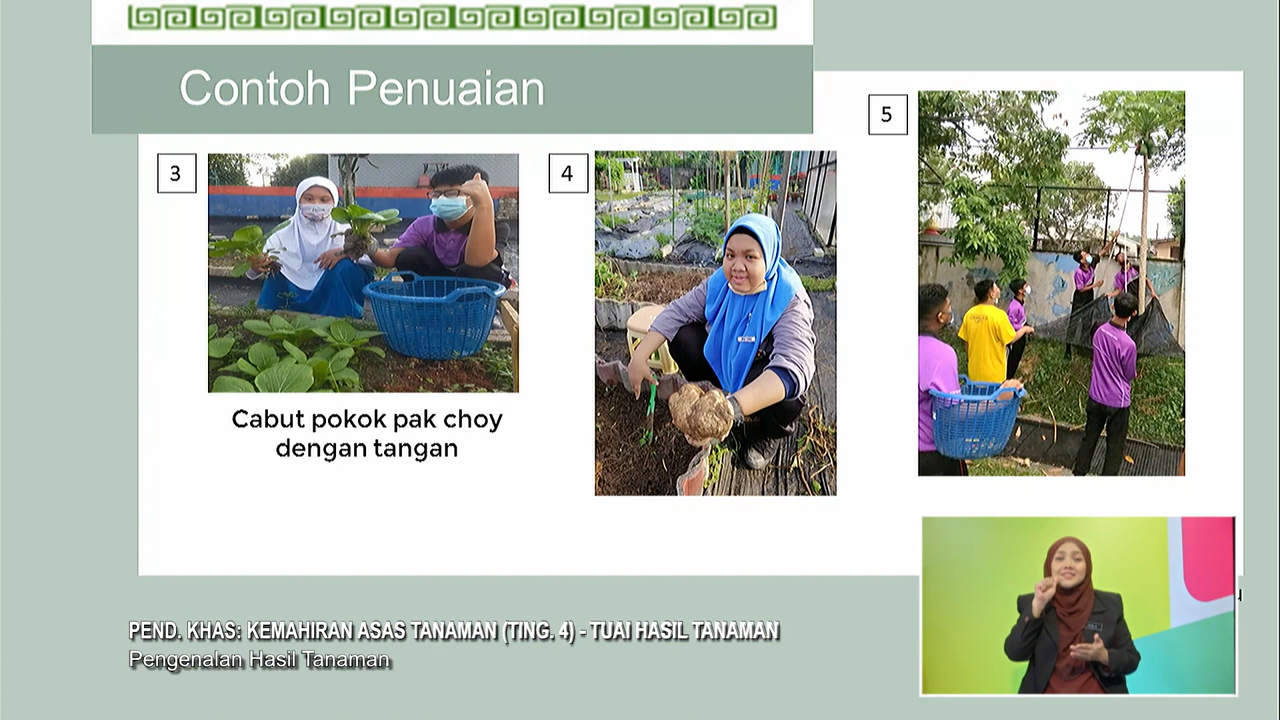 Contoh Penuaian
3
4
5
Cabut pokok pak choy
dengan tangan
PEND. KHAS: KEMAHIRAN ASAS TANAMAN (TING. 4) - TUAI HASIL TANAMAN
Pengenalan Hasil Tanaman